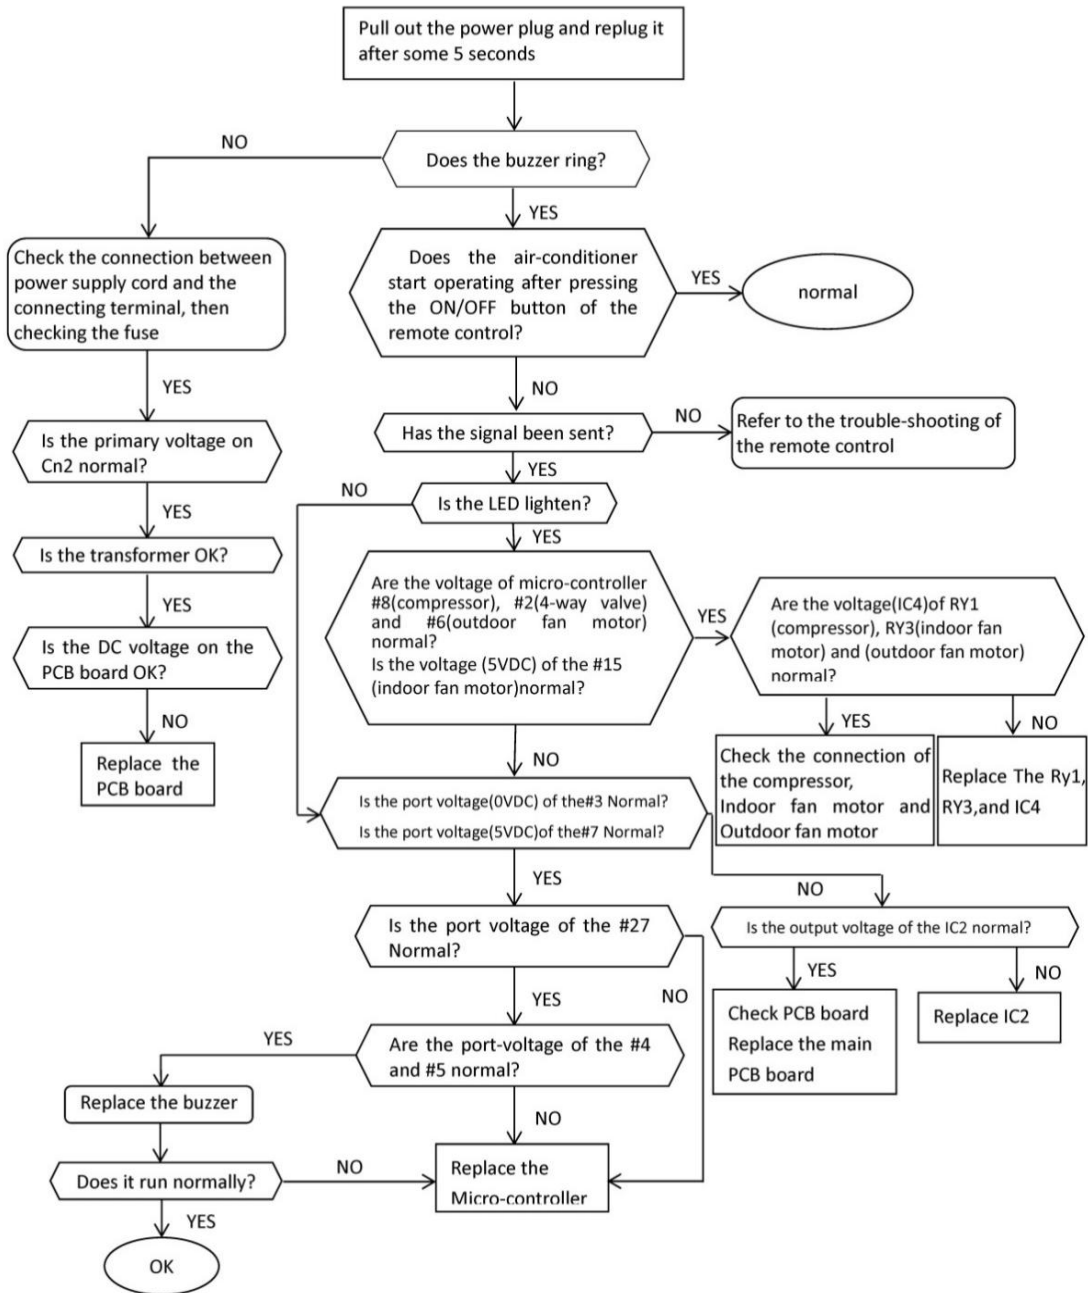 Pull out the power plug and replug it
after some 5 seconds
NO
Does the buzzer ring?
YES
Check the connection between
power supply cord and the
connecting terminal, then
checking the fuse
Does the air-conditioner
start operating after pressing
the ON/OFF button of the
remote control?
YES
normal
YES
NO
Is the primary voltage on
Cn2 normal?
Has the signal been sent?
NO
Refer to the trouble-shooting of
the remote control
YES
NO
Is the LED lighten?
YES
YES
Is the transformer OK?
YES
Is the DC voltage on the
PCB board OK?
NO
Replace the
PCB board
Are the voltage of micro-controller
#8(compressor), #2(4-way valve)
and #6(outdoor fan motor)
normal?
Is the voltage (5VDC) of the #15
(indoor fan motor)normal?
YES
Are the voltage(IC4)of RY1
(compressor), RY3(indoor fan
motor) and (outdoor fan motor)
normal?
YES
NO
Check the connection of
the compressor,
Indoor fan motor and
Outdoor fan motor
Replace The Ry1,
RY3,and IC4
NO
Is the port voltage(0VDC) of the#3 Normal?
Is the port voltage(5VDC)of the#7 Normal?
YES
NO
Is the port voltage of the #27
Normal?
Is the output voltage of the IC2 normal?
YES
NO
YES
NO
Check PCB board
Replace the main
PCB board
Replace IC2
YES
Are the port-voltage of the #4
and #5 normal?
Replace the buzzer
NO
Does it run normally?
NO
Replace the
Micro-controller
YES
OK